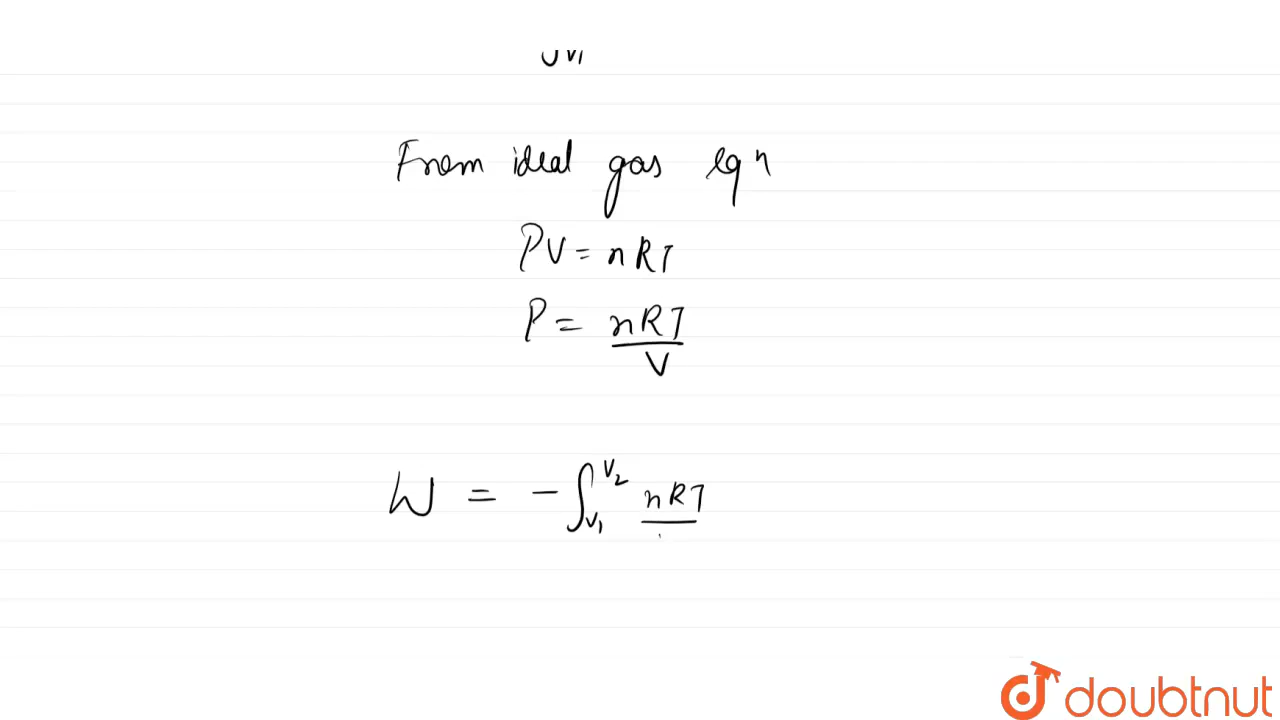 From ideal gas eqn
PV = nRT
P = nRT
V
W = - ∫ V2 V1 nRT
doubtnut